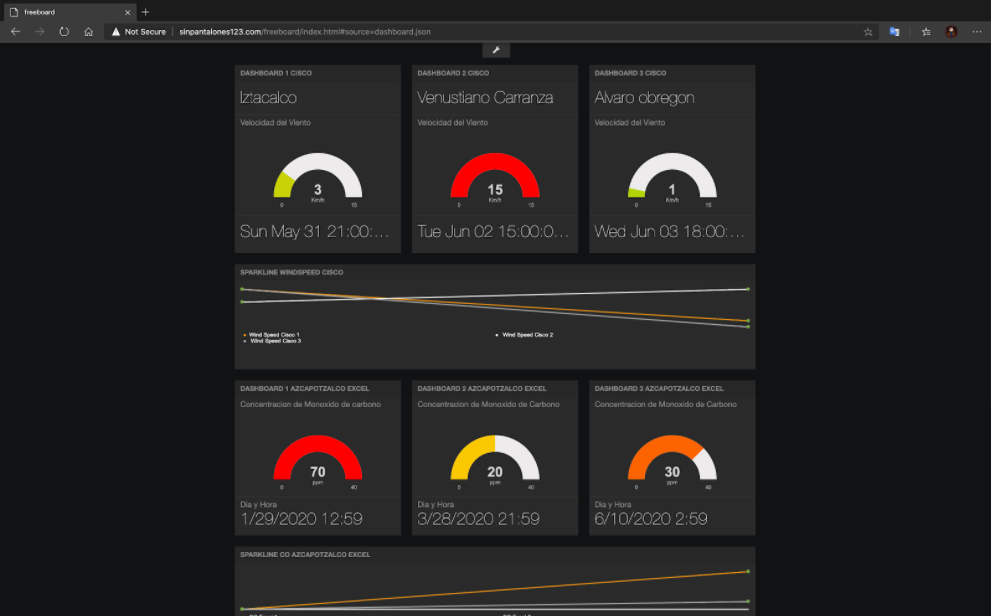 freeboard
Not Secure | sinpantalones123.com/freeboard/index.html#source=dashboard.json
DASHBOARD 1 CISCO
Iztacalco
Velocidad del Viento
3
Km/h
0 15
Sun May 31 21:00:...
DASHBOARD 2 CISCO
Venustiano Carranza
Velocidad del Viento
15
Km/h
0 15
Tue Jun 02 15:00:0...
DASHBOARD 3 CISCO
Alvaro obregon
Velocidad del Viento
1
Km/h
0 15
Wed Jun 03 18:00:...
SPARKLINE WINDSPEED CISCO
Wind Speed Cisco 1
Wind Speed Cisco 2
Wind Speed Cisco 3
DASHBOARD 1 AZCAPOTZALCO EXCEL
Concentracion de Monoxido de carbono
70
ppm
0 40
Dia y Hora
1/29/2020 12:59
DASHBOARD 2 AZCAPOTZALCO EXCEL
Concentracion de Monoxido de Carbono
20
ppm
0 40
Dia y Hora
3/28/2020 21:59
DASHBOARD 3 AZCAPOTZALCO EXCEL
Concentracion de Monoxido de Carbono
30
ppm
0 40
Dia y Hora
6/10/2020 2:59
SPARKLINE CO AZCAPOTZALCO EXCEL